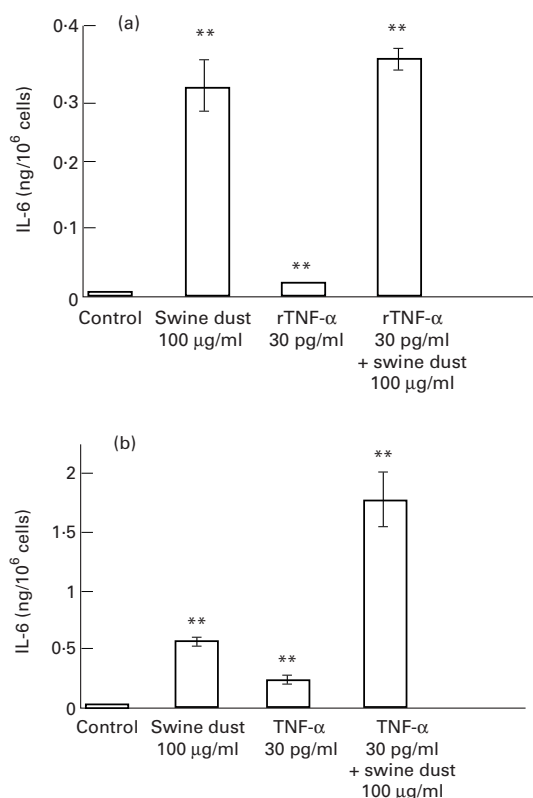 (a)
0·4
**
**
0·3
0·2
0·1
**
0
IL-6 (ng/10⁶ cells)
Control
Swine dust
100 µg/ml
rTNF-α
30 pg/ml
rTNF-α
30 pg/ml
+ swine dust
100 µg/ml
(b)
2
**
1·5
1
0·5
**
**
0
IL-6 (ng/10⁶ cells)
Control
Swine dust
100 µg/ml
TNF-α
30 pg/ml
TNF-α
30 pg/ml
+ swine dust
100 µg/ml